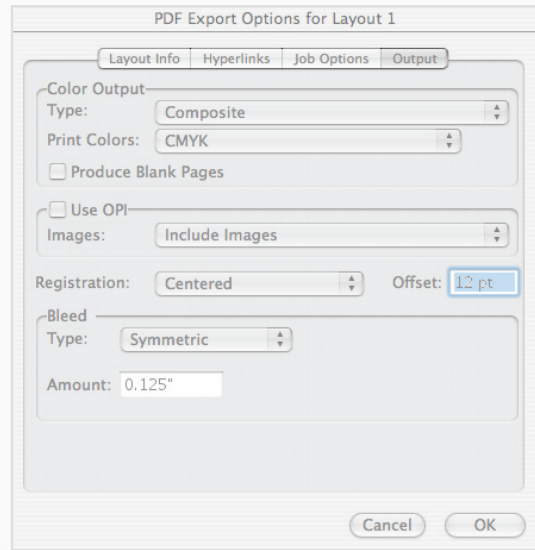 PDF Export Options for Layout 1
Layout Info Hyperlinks Job Options Output
Color Output
Type: Composite
Print Colors: CMYK
Produce Blank Pages
Use OPI
Images: Include Images
Registration: Centered Offset: 12 pt
Bleed
Type: Symmetric
Amount: 0.125"
Cancel OK